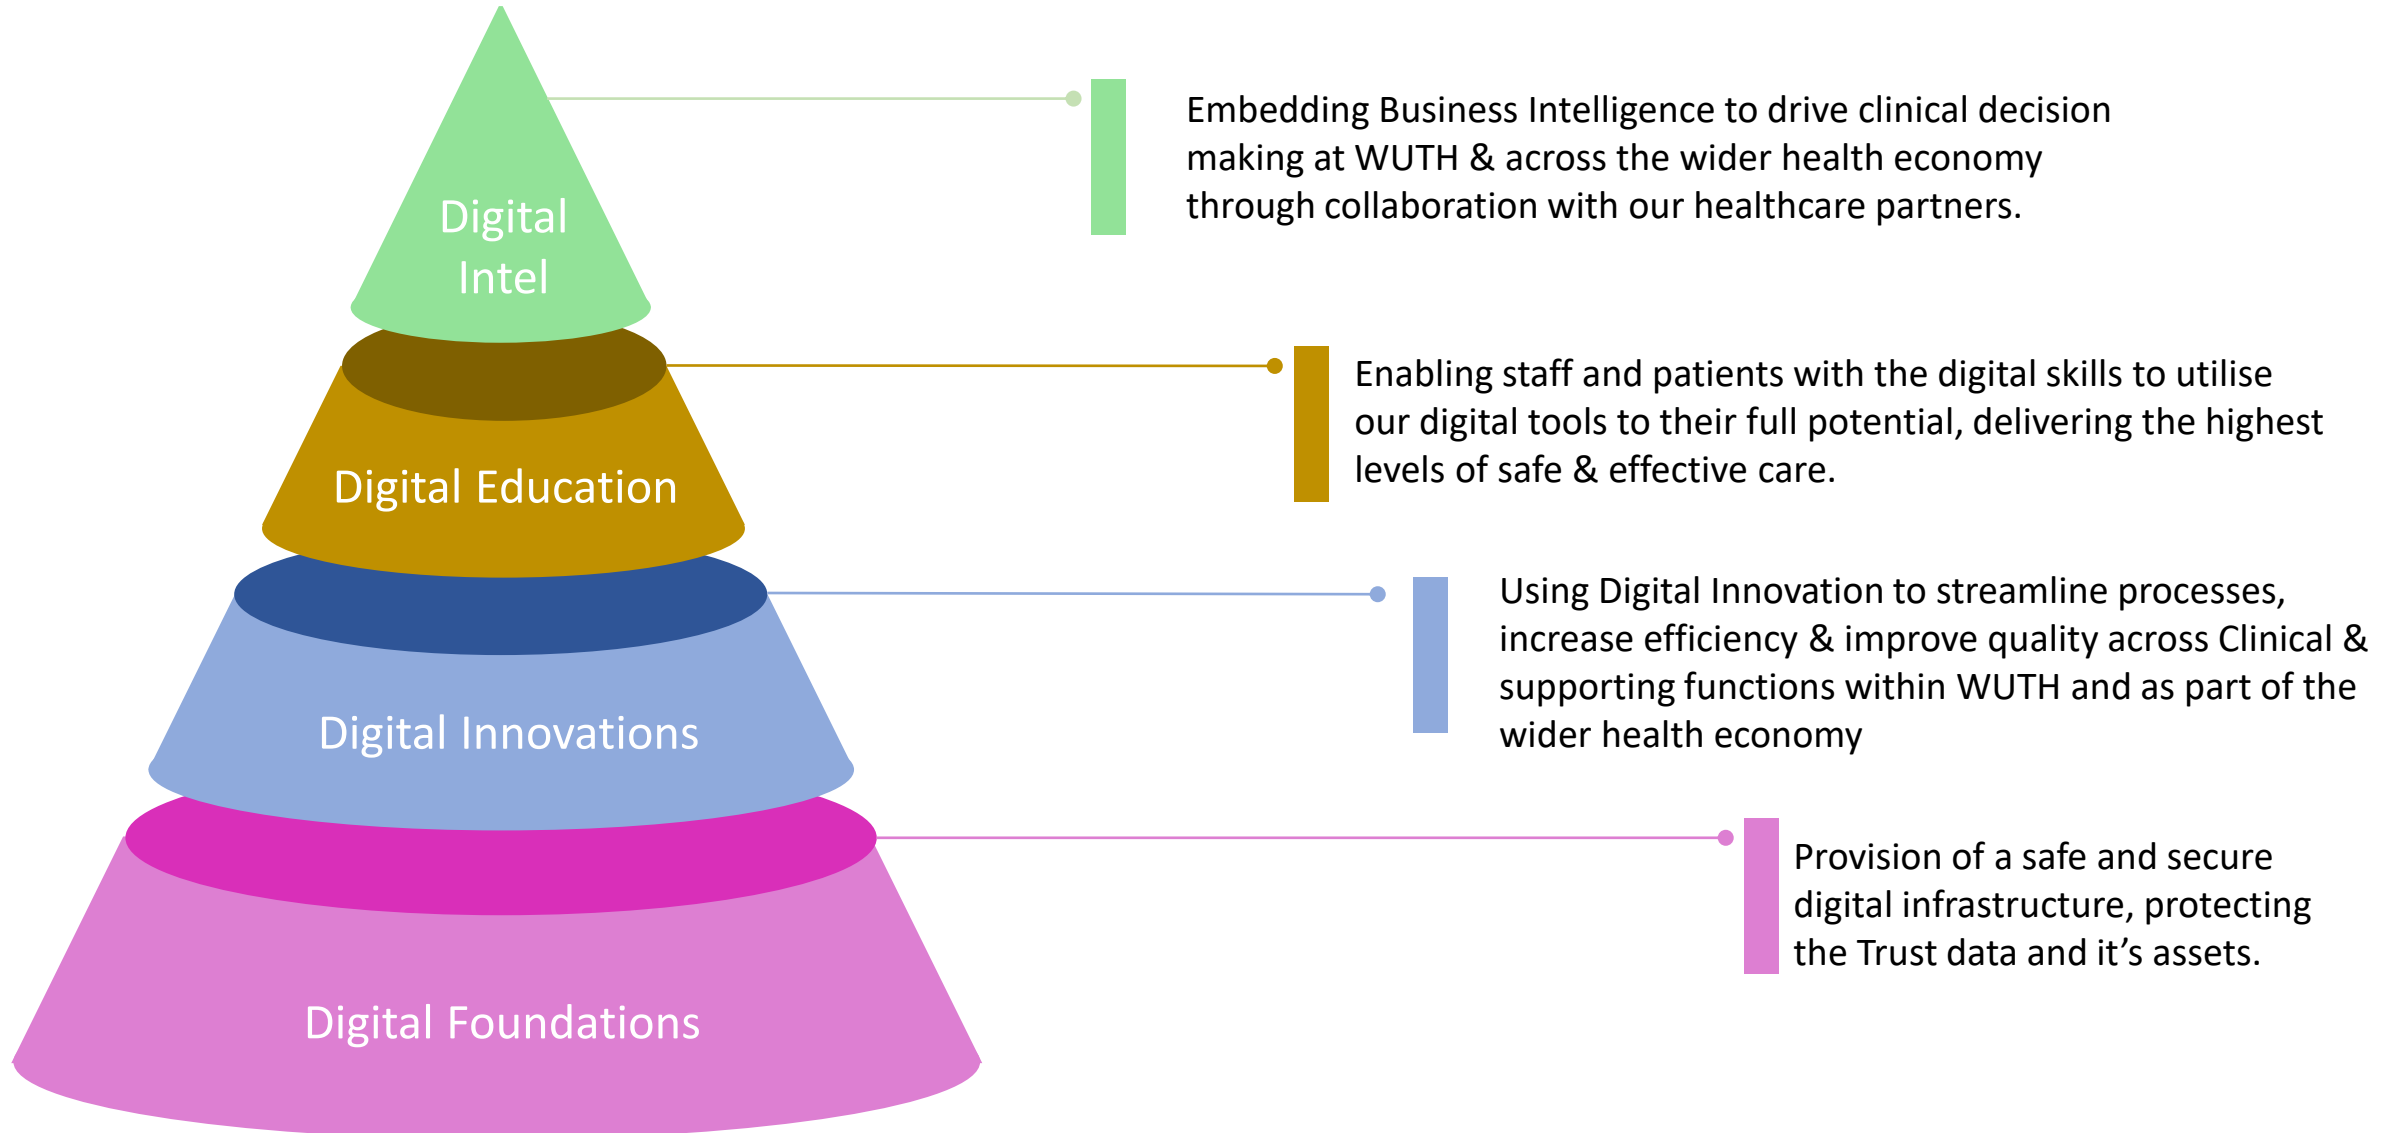 Digital
Intel
Embedding Business Intelligence to drive clinical decision
making at WUTH & across the wider health economy
through collaboration with our healthcare partners.
Digital Education
Enabling staff and patients with the digital skills to utilise
our digital tools to their full potential, delivering the highest
levels of safe & effective care.
Digital Innovations
Using Digital Innovation to streamline processes,
increase efficiency & improve quality across Clinical &
supporting functions within WUTH and as part of the
wider health economy
Digital Foundations
Provision of a safe and secure
digital infrastructure, protecting
the Trust data and it’s assets.